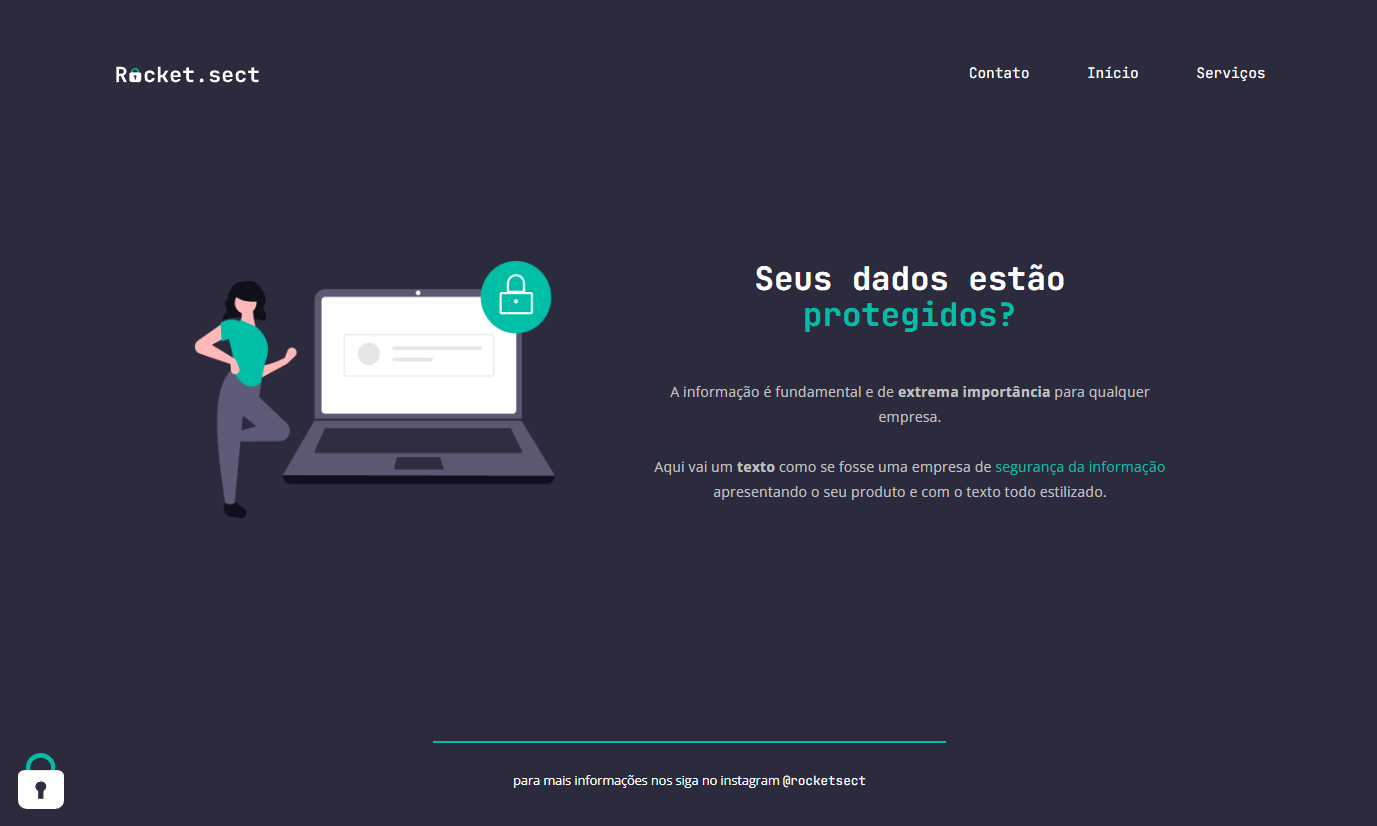 Rocket.sect
Contato Início Serviços
Seus dados estão
protegidos?
A informação é fundamental e de extrema importância para qualquer
empresa.
Aqui vai um texto como se fosse uma empresa de segurança da informação
apresentando o seu produto e com o texto todo estilizado.
para mais informações nos siga no instagram @rocketsect